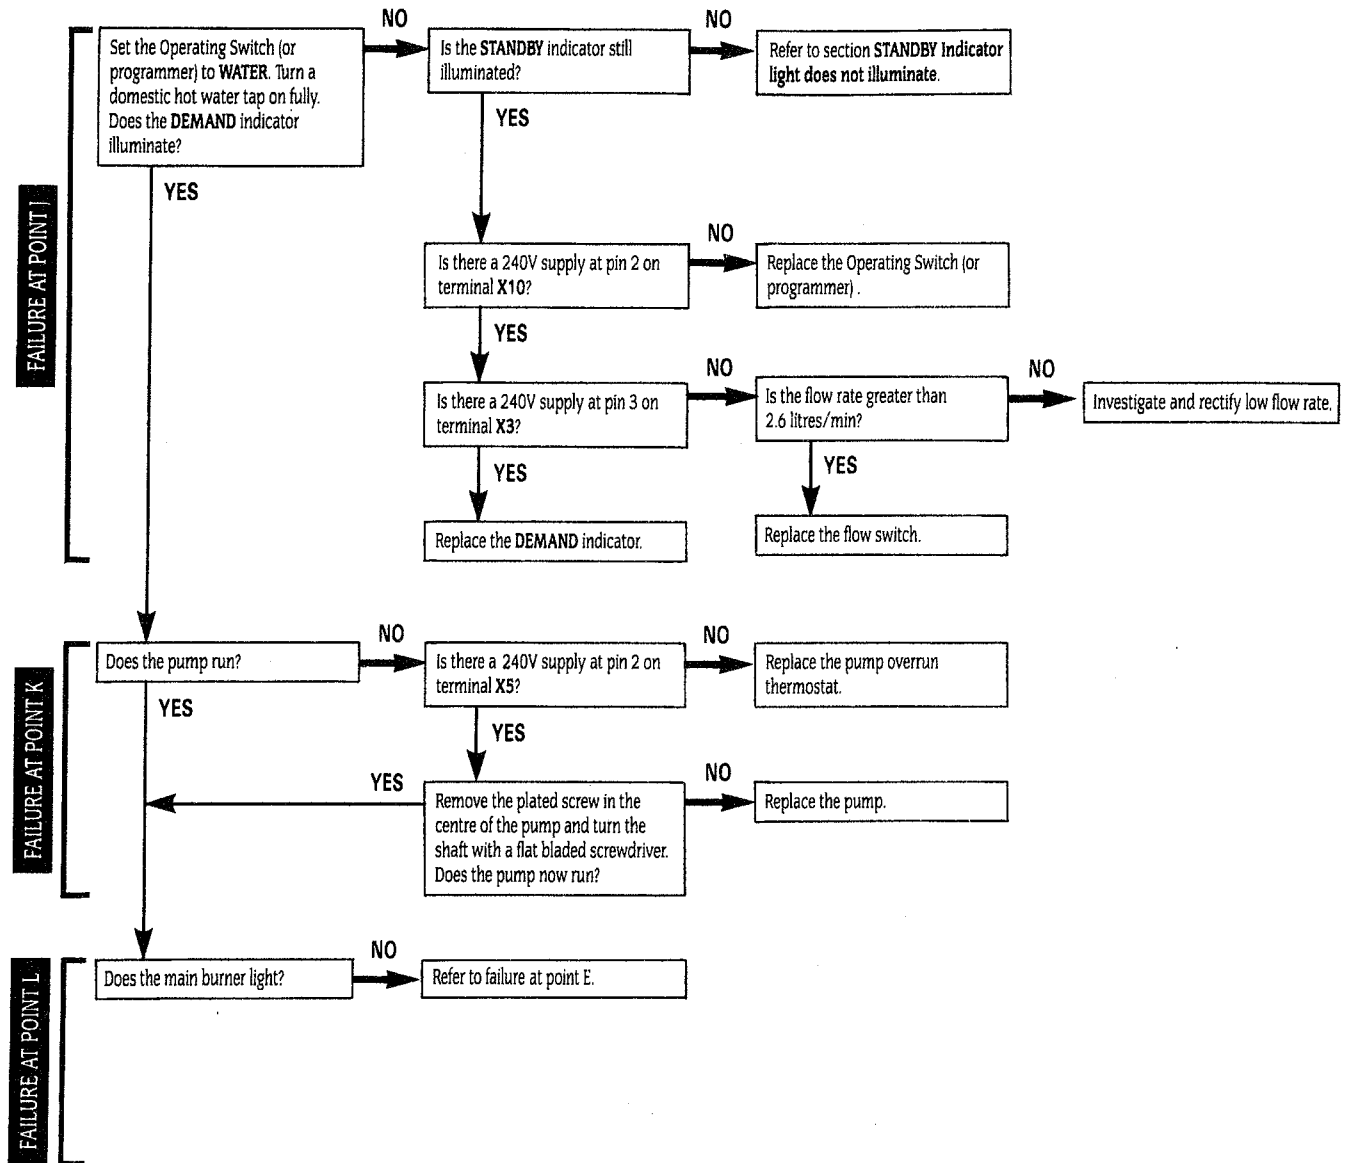 FAILURE AT POINT J
Set the Operating Switch (or
programmer) to WATER. Turn a
domestic hot water tap on fully.
Does the DEMAND indicator
illuminate?
NO
Is the STANDBY indicator still
illuminated?
NO
Refer to section STANDBY Indicator
light does not illuminate.
YES
YES
Is there a 240V supply at pin 2 on
terminal X10?
NO
Replace the Operating Switch (or
programmer) .
YES
Is there a 240V supply at pin 3 on
terminal X3?
NO
Is the flow rate greater than
2.6 litres/min?
NO
Investigate and rectify low flow rate.
YES
YES
Replace the DEMAND indicator.
Replace the flow switch.
FAILURE AT POINT K
Does the pump run?
NO
Is there a 240V supply at pin 2 on
terminal X5?
NO
Replace the pump overrun
thermostat.
YES
YES
YES
Remove the plated screw in the
centre of the pump and turn the
shaft with a flat bladed screwdriver.
Does the pump now run?
NO
Replace the pump.
FAILURE AT POINT L
Does the main burner light?
NO
Refer to failure at point E.